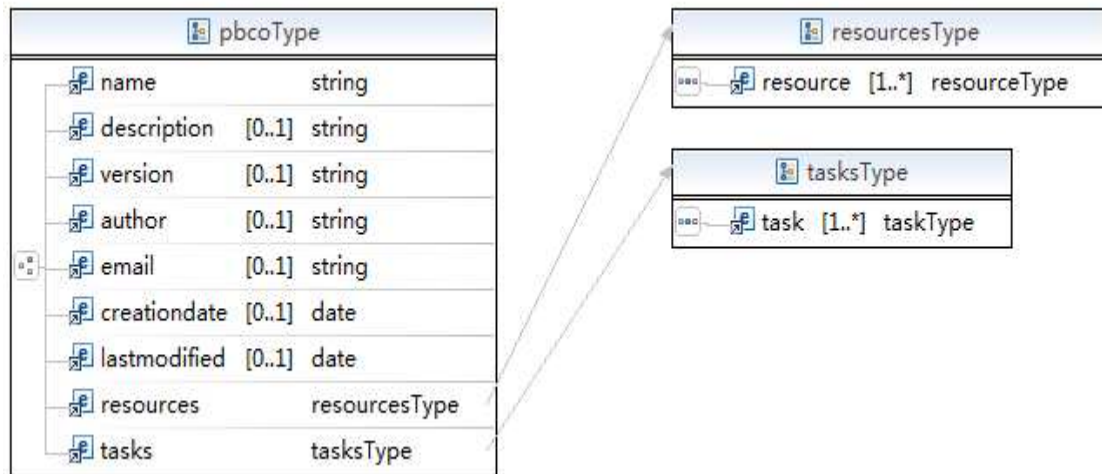 pbcoType
name string
description [0..1] string
version [0..1] string
author [0..1] string
email [0..1] string
creationdate [0..1] date
lastmodified [0..1] date
resources resourcesType
tasks tasksType
resourcesType
resource [1..*] resourceType
tasksType
task [1..*] taskType